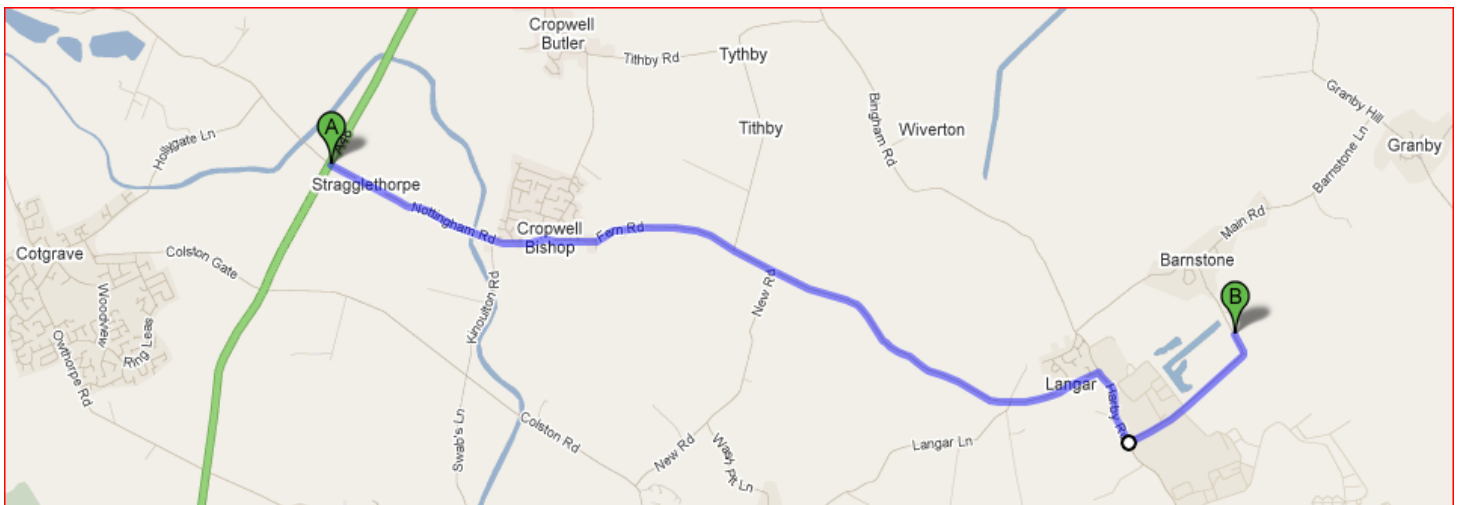 Cropwell
Butler
Tithby Rd
Tythby
Granby Hill
A
A46
Hollygate Ln
Tithby
Bingham Rd
Wiverton
Barnstone Ln
Granby
Stragglethorpe
Nottingham Rd
Cropwell
Bishop
Fern Rd
Main Rd
Cotgrave
Colston Gate
Barnstone
Woodview
Ring Leas
Owthorpe Rd
Kinoulton Rd
New Rd
B
Langar
Harby Rd
Swab's Ln
Colston Rd
New Rd
Wash Pit Ln
Langar Ln